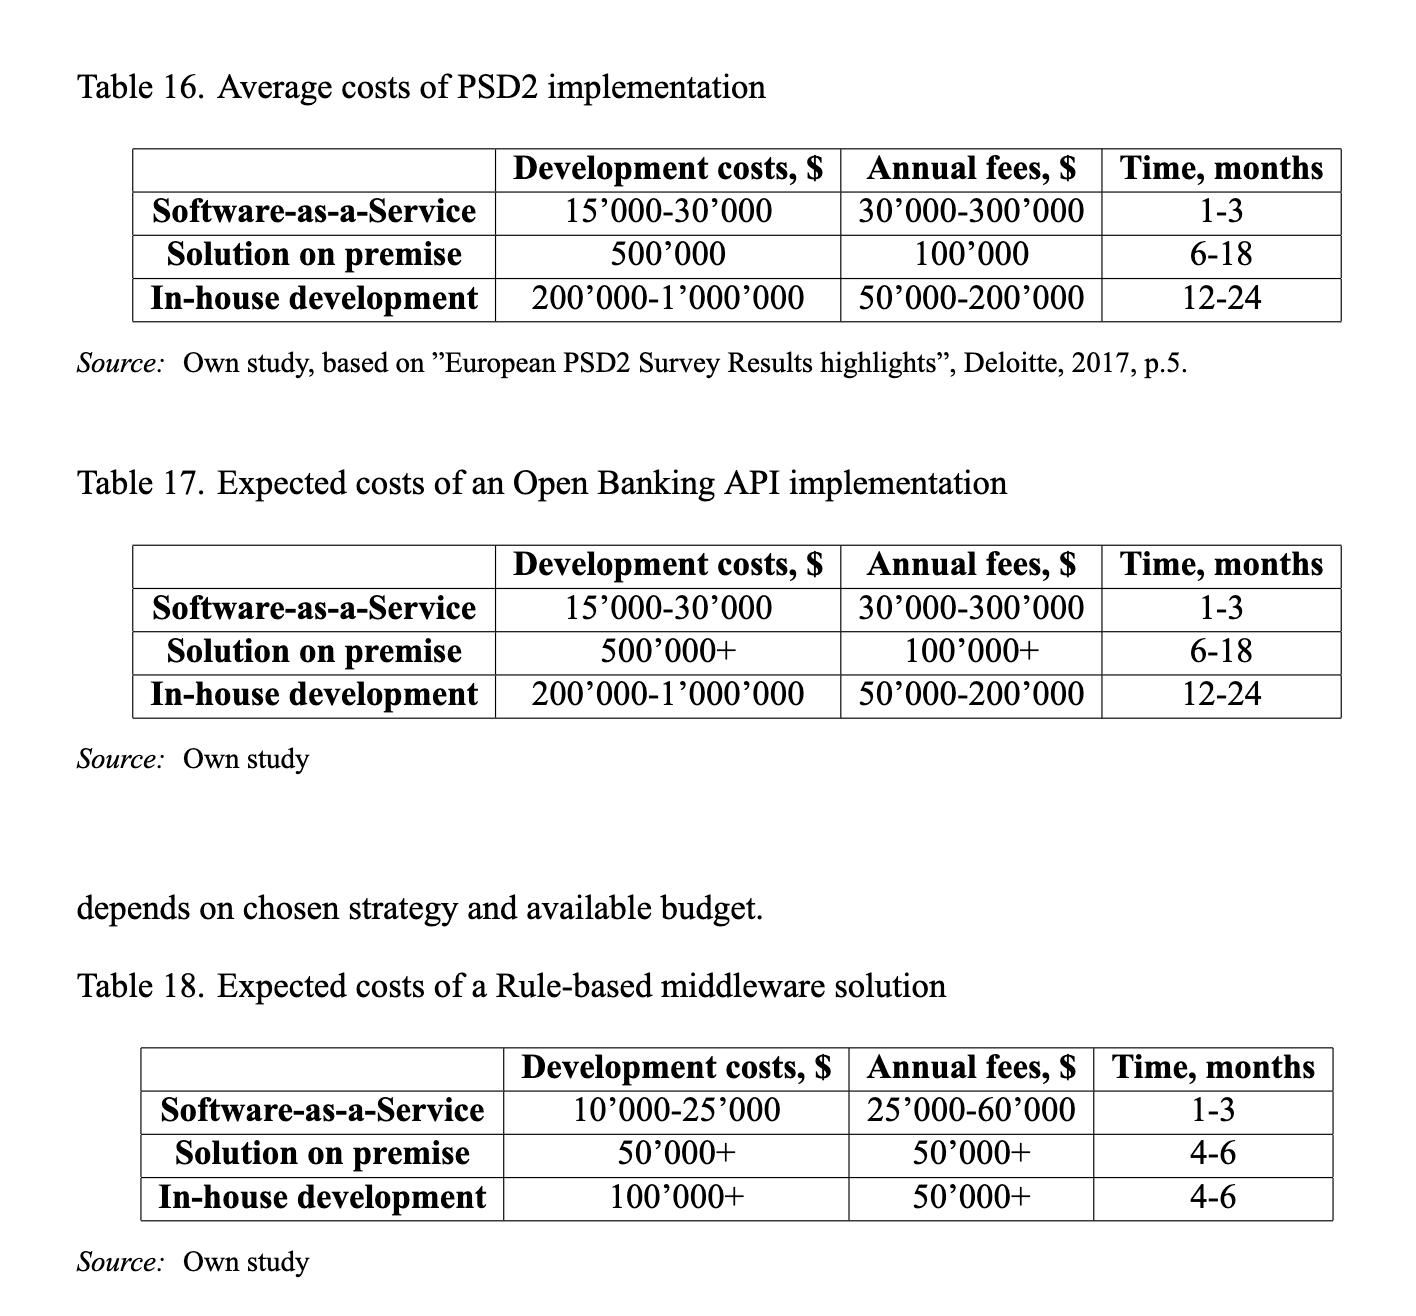 Table 16. Average costs of PSD2 implementation
Development costs, $ Annual fees, $ Time, months
Software-as-a-Service 15’000-30’000 30’000-300’000 1-3
Solution on premise 500’000 100’000 6-18
In-house development 200’000-1’000’000 50’000-200’000 12-24
Source: Own study, based on ”European PSD2 Survey Results highlights”, Deloitte, 2017, p.5.
Table 17. Expected costs of an Open Banking API implementation
Development costs, $ Annual fees, $ Time, months
Software-as-a-Service 15’000-30’000 30’000-300’000 1-3
Solution on premise 500’000+ 100’000+ 6-18
In-house development 200’000-1’000’000 50’000-200’000 12-24
Source: Own study
depends on chosen strategy and available budget.
Table 18. Expected costs of a Rule-based middleware solution
Development costs, $ Annual fees, $ Time, months
Software-as-a-Service 10’000-25’000 25’000-60’000 1-3
Solution on premise 50’000+ 50’000+ 4-6
In-house development 100’000+ 50’000+ 4-6
Source: Own study